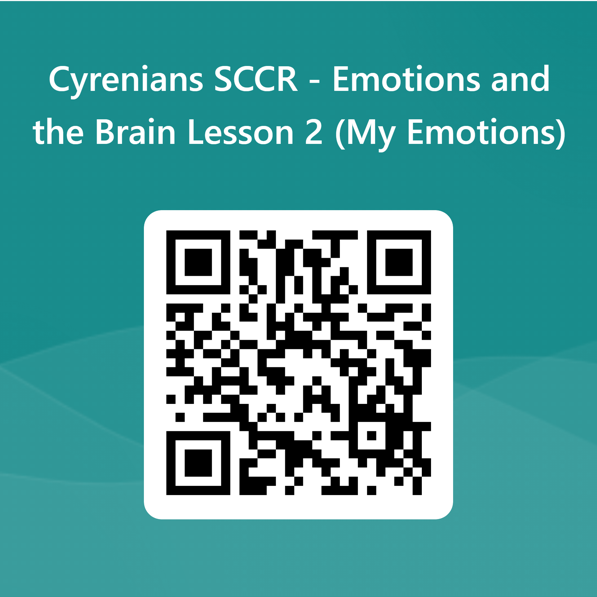 Cyrenians SCCR - Emotions and
the Brain Lesson 2 (My Emotions)